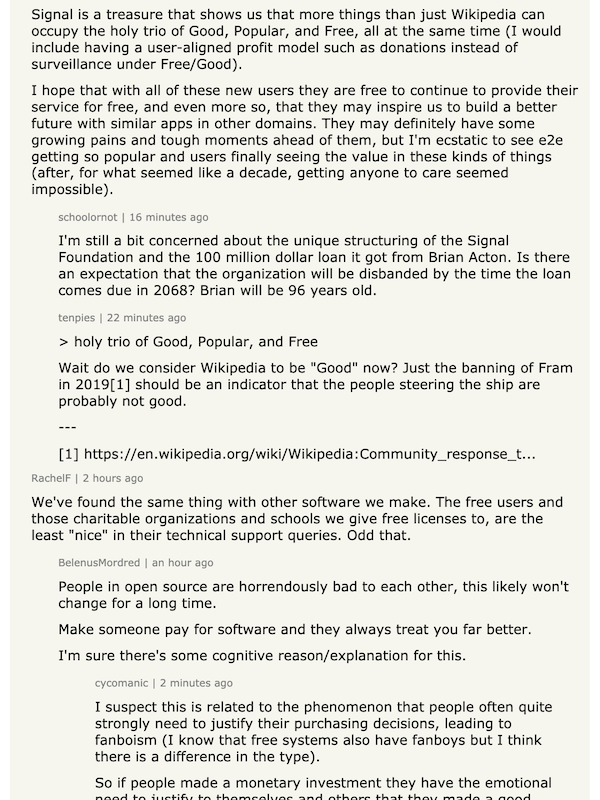 Signal is a treasure that shows us that more things than just Wikipedia can
occupy the holy trio of Good, Popular, and Free, all at the same time (I would
include having a user-aligned profit model such as donations instead of
surveillance under Free/Good).
I hope that with all of these new users they are free to continue to provide their
service for free, and even more so, that they may inspire us to build a better
future with similar apps in other domains. They may definitely have some
growing pains and tough moments ahead of them, but I'm ecstatic to see e2e
getting so popular and users finally seeing the value in these kinds of things
(after, for what seemed like a decade, getting anyone to care seemed
impossible).
schoolornot | 16 minutes ago
I'm still a bit concerned about the unique structuring of the Signal
Foundation and the 100 million dollar loan it got from Brian Acton. Is there
an expectation that the organization will be disbanded by the time the loan
comes due in 2068? Brian will be 96 years old.
tenpies | 22 minutes ago
> holy trio of Good, Popular, and Free
Wait do we consider Wikipedia to be "Good" now? Just the banning of Fram
in 2019[1] should be an indicator that the people steering the ship are
probably not good.
---
[1] https://en.wikipedia.org/wiki/Wikipedia:Community_response_t...
RachelF | 2 hours ago
We've found the same thing with other software we make. The free users and
those charitable organizations and schools we give free licenses to, are the
least "nice" in their technical support queries. Odd that.
BelenusMordred | an hour ago
People in open source are horrendously bad to each other, this likely won't
change for a long time.
Make someone pay for software and they always treat you far better.
I'm sure there's some cognitive reason/explanation for this.
cycomanic | 2 minutes ago
I suspect this is related to the phenomenon that people often quite
strongly need to justify their purchasing decisions, leading to
fanboism (I know that free systems also have fanboys but I think
there is a difference in the type).
So if people made a monetary investment they have the emotional
need to justify to themselves and others that they made a good